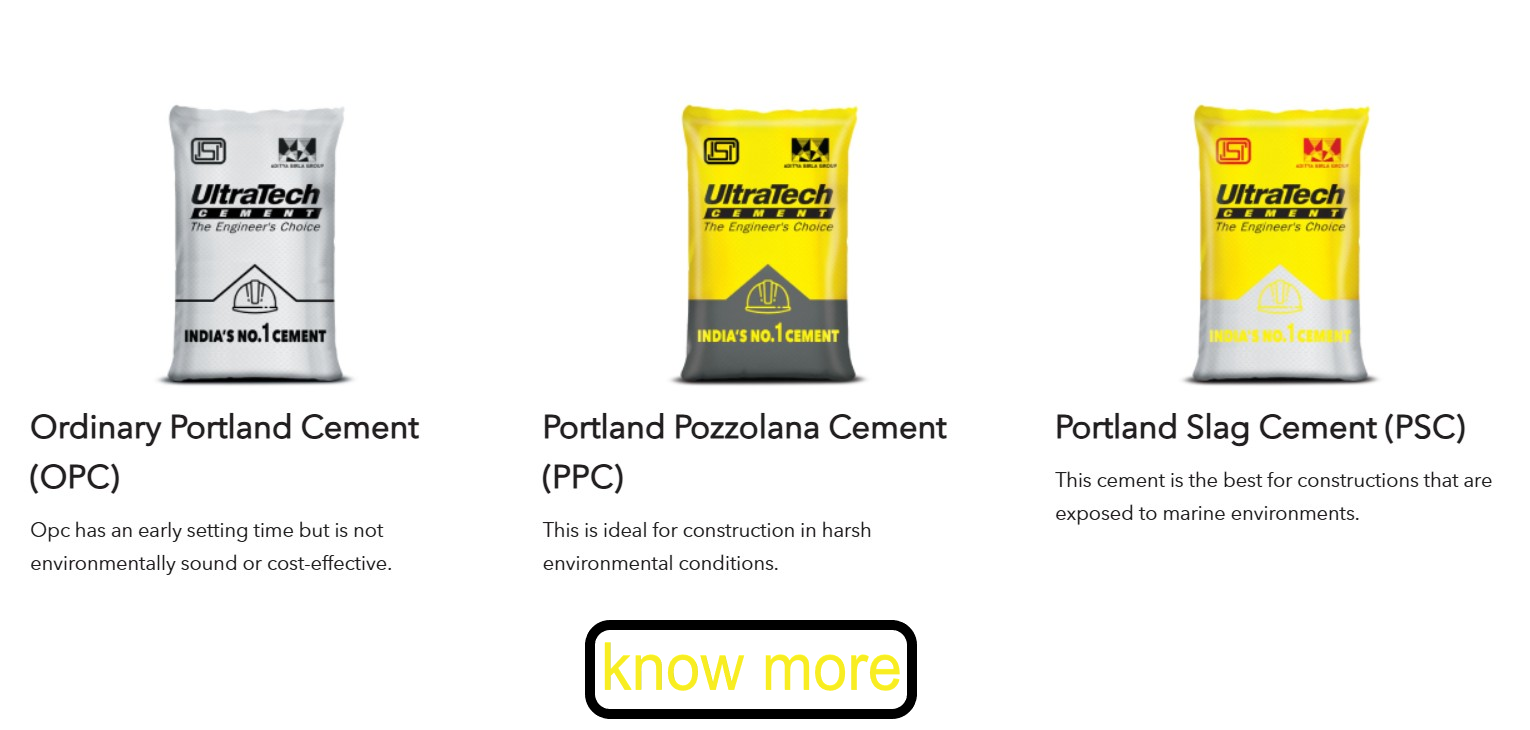 ISI
ADITYA BIRLA GROUP
UltraTech
CEMENT
The Engineer's Choice
INDIA'S NO.1 CEMENT
ISI
ADITYA BIRLA GROUP
UltraTech
CEMENT
The Engineer's Choice
INDIA'S NO.1 CEMENT
ISI
ADITYA BIRLA GROUP
UltraTech
CEMENT
The Engineer's Choice
INDIA'S NO.1 CEMENT
Ordinary Portland Cement
(OPC)
Opc has an early setting time but is not
environmentally sound or cost-effective.
Portland Pozzolana Cement
(PPC)
This is ideal for construction in harsh
environmental conditions.
Portland Slag Cement (PSC)
This cement is the best for constructions that are
exposed to marine environments.
know more